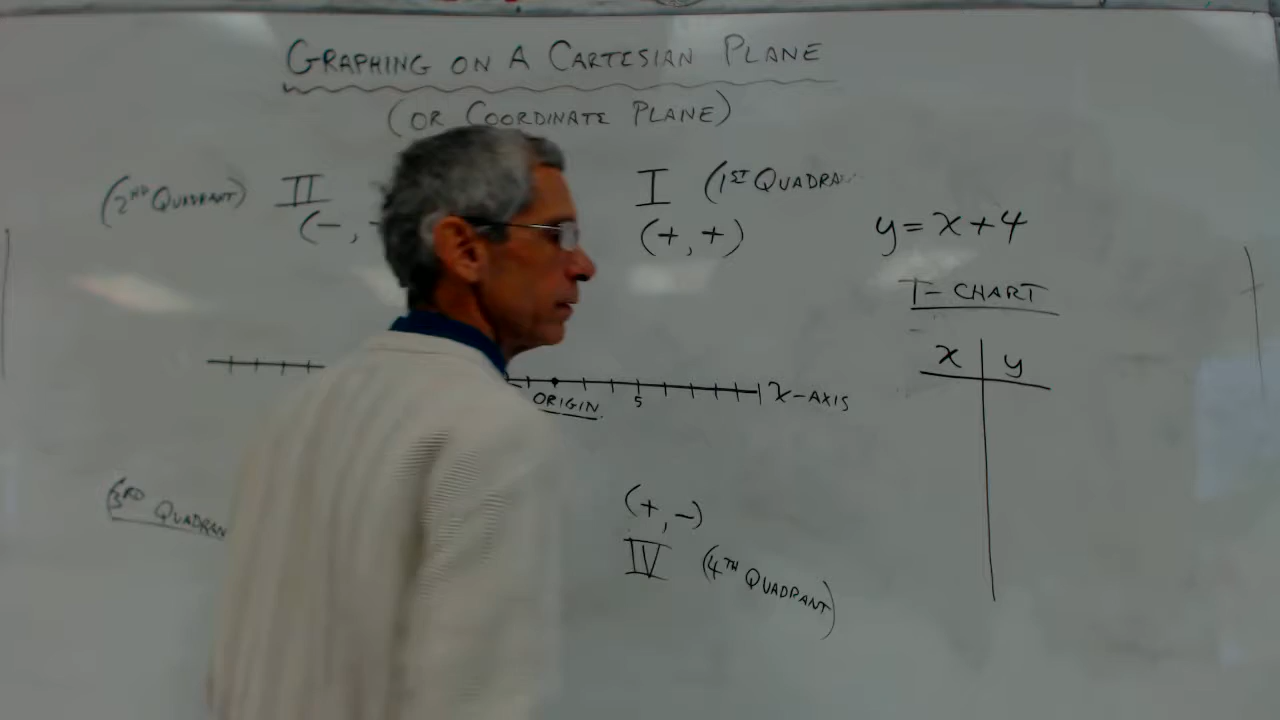 GRAPHING ON A CARTESIAN PLANE
(OR COORDINATE PLANE)
(2ND QUADRANT) II
(-,
I (1ST
(+,+)
y=x+4
T-CHART
x y
ORIGIN
5
X-AXIS
(3RD
(+,-)
IV (4TH QUADRANT)